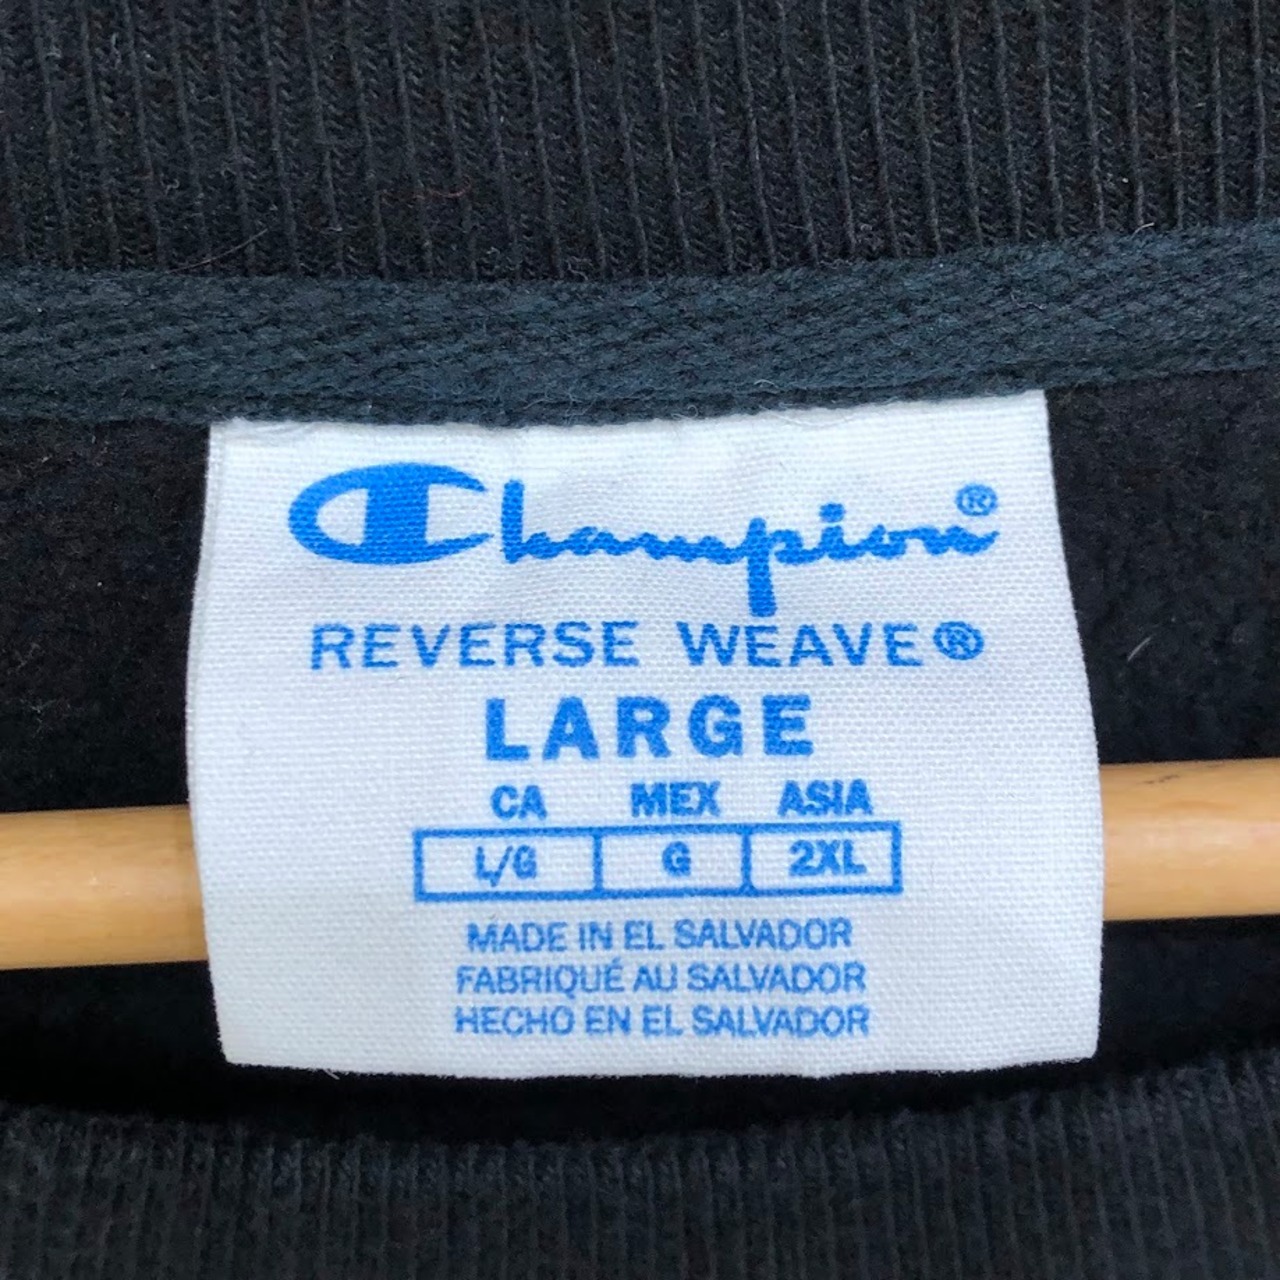 Champion®
REVERSE WEAVE®
LARGE
CA MEX ASIA
L/G G 2XL
MADE IN EL SALVADOR
FABRIQUÉ AU SALVADOR
HECHO EN EL SALVADOR